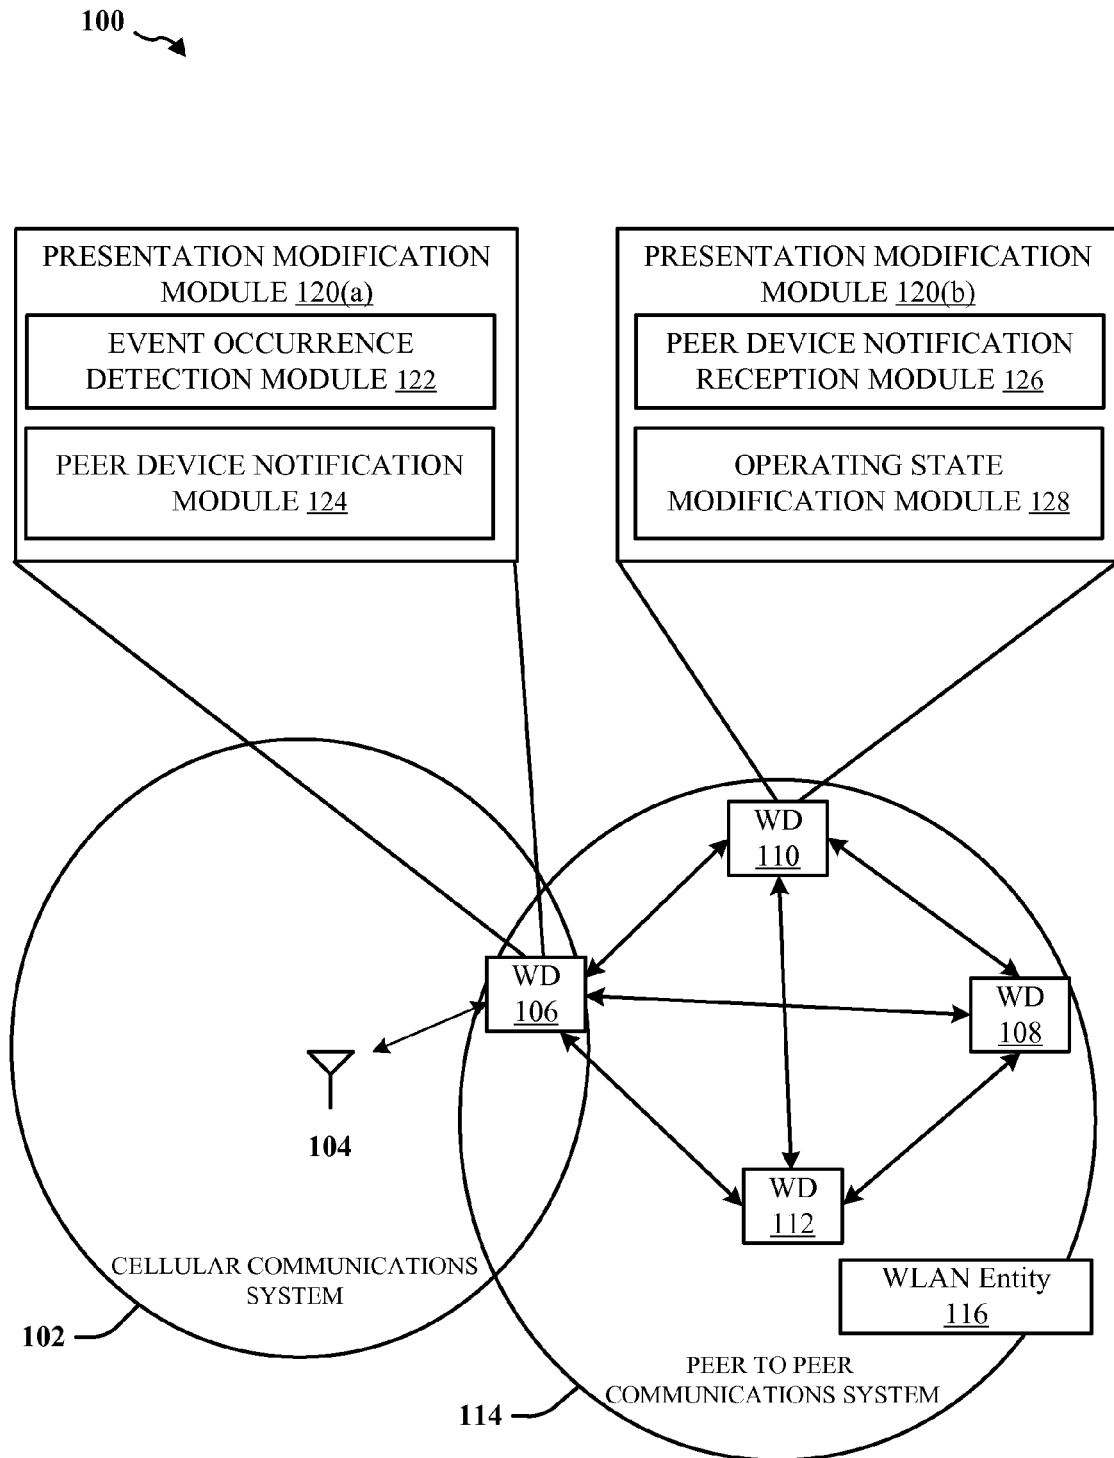 100
PRESENTATION MODIFICATION
MODULE 120(a)
EVENT OCCURRENCE
DETECTION MODULE 122
PEER DEVICE NOTIFICATION
MODULE 124
PRESENTATION MODIFICATION
MODULE 120(b)
PEER DEVICE NOTIFICATION
RECEPTION MODULE 126
OPERATING STATE
MODIFICATION MODULE 128
WD
110
WD
106
WD
108
104
WD
112
CELLULAR COMMUNICATIONS
SYSTEM
102
WLAN Entity
116
PEER TO PEER
COMMUNICATIONS SYSTEM
114